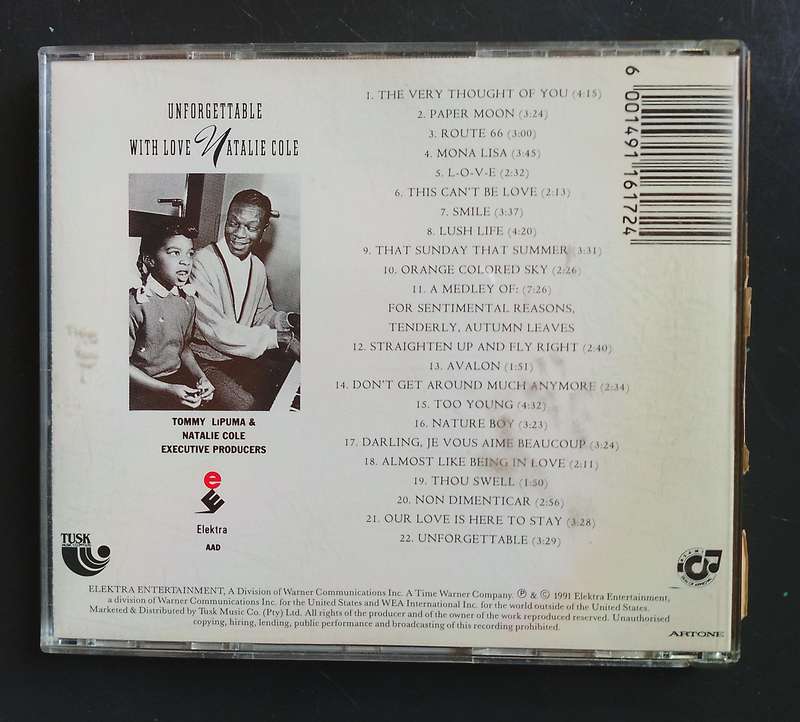 UNFORGETTABLE
WITH LOVE NATALIE COLE
TOMMY LiPUMA &
NATALIE COLE
EXECUTIVE PRODUCERS
Elektra
AAD
TUSK
1. THE VERY THOUGHT OF YOU (4:15)
2. PAPER MOON (3:24)
3. ROUTE 66 (3:00)
4. MONA LISA (3:45)
5. L-O-V-E (2:32)
6. THIS CAN'T BE LOVE (2:13)
7. SMILE (3:37)
8. LUSH LIFE (4:20)
9. THAT SUNDAY THAT SUMMER (3:31)
10. ORANGE COLORED SKY (2:26)
11. A MEDLEY OF: (7:26)
FOR SENTIMENTAL REASONS,
TENDERLY, AUTUMN LEAVES
12. STRAIGHTEN UP AND FLY RIGHT (2:40)
13. AVALON (1:51)
14. DON'T GET AROUND MUCH ANYMORE (2:34)
15. TOO YOUNG (4:32)
16. NATURE BOY (3:23)
17. DARLING, JE VOUS AIME BEAUCOUP (3:24)
18. ALMOST LIKE BEING IN LOVE (2:11)
19. THOU SWELL (1:50)
20. NON DIMENTICAR (2:56)
21. OUR LOVE IS HERE TO STAY (3:28)
22. UNFORGETTABLE (3:29)
6 001491 161724
ELEKTRA ENTERTAINMENT, A Division of Warner Communications Inc. A Time Warner Company. ℗ & © 1991 Elektra Entertainment,
a division of Warner Communications Inc. for the United States and WEA International Inc. for the world outside of the United States.
Marketed & Distributed by Tusk Music Co. (Pty) Ltd. All rights of the producer and of the owner of the work reproduced reserved. Unauthorised
copying, hiring, lending, public performance and broadcasting of this recording prohibited.
ARTONE